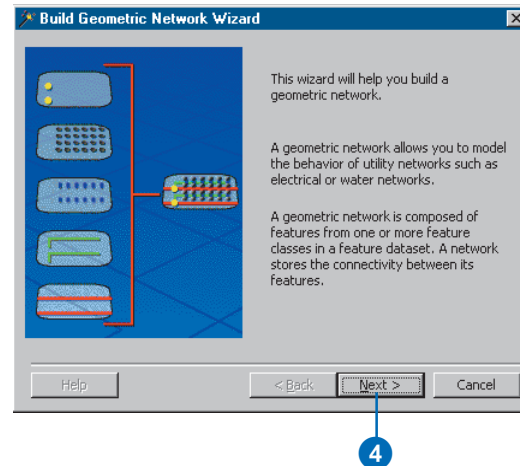 Build Geometric Network Wizard
This wizard will help you build a
geometric network.
A geometric network allows you to model
the behavior of utility networks such as
electrical or water networks.
A geometric network is composed of
features from one or more feature
classes in a feature dataset. A network
stores the connectivity between its
features.
Help
< Back
Next >
Cancel
4